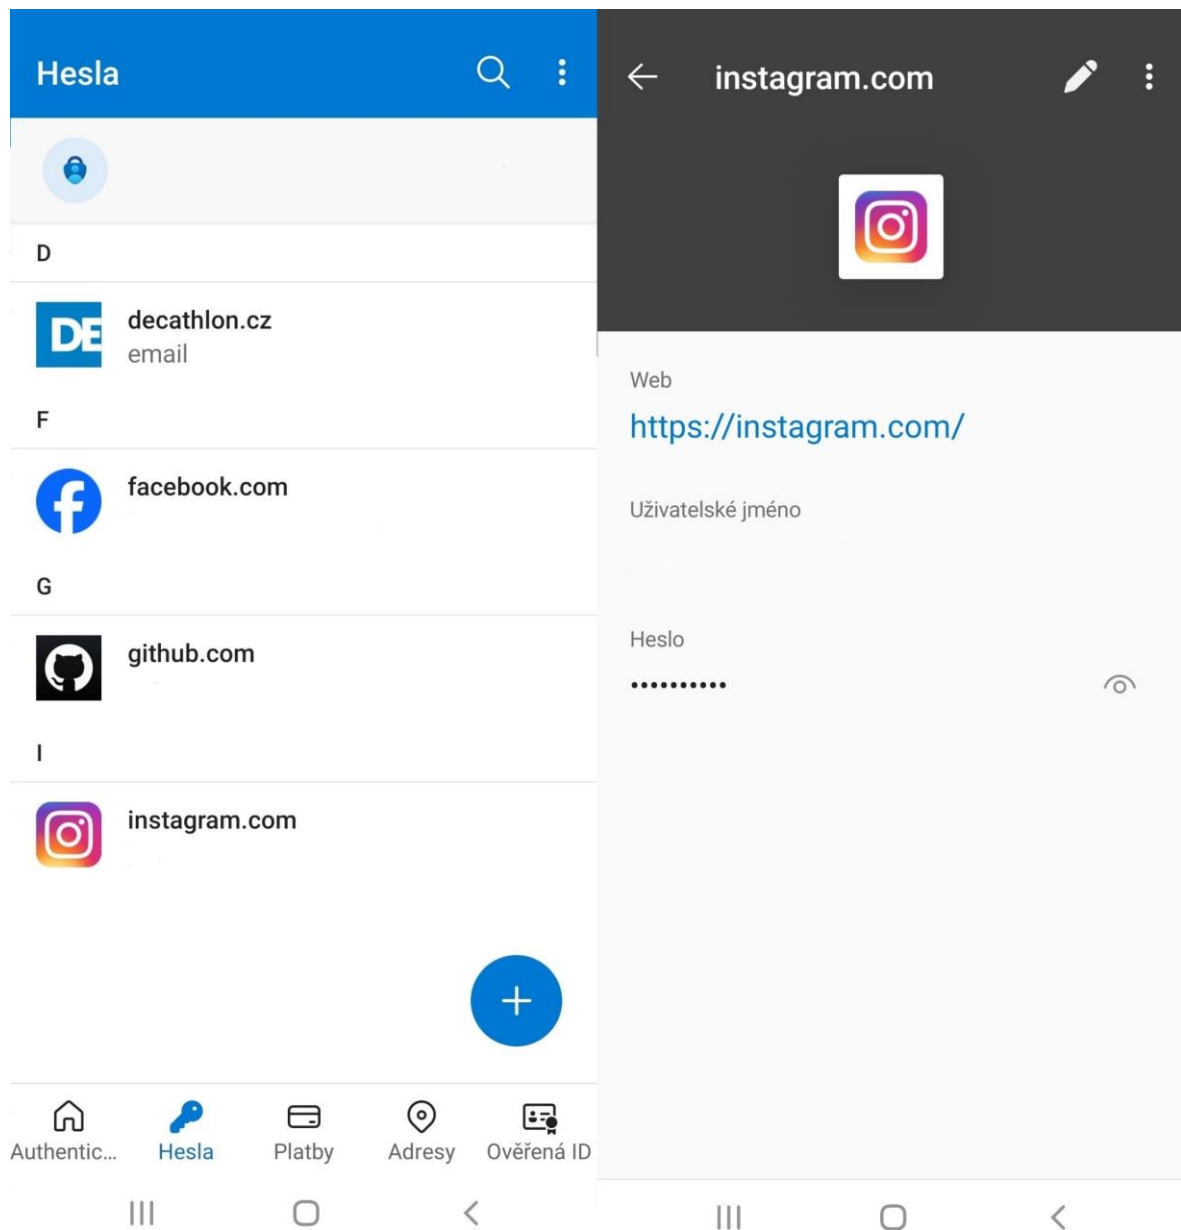 Hesla
D
DE
decathlon.cz
email
F
facebook.com
G
github.com
I
instagram.com
Authentic...
Hesla
Platby
Adresy
Ověřená ID
instagram.com
Web
https://instagram.com/
Uživatelské jméno
Heslo
••••••••••